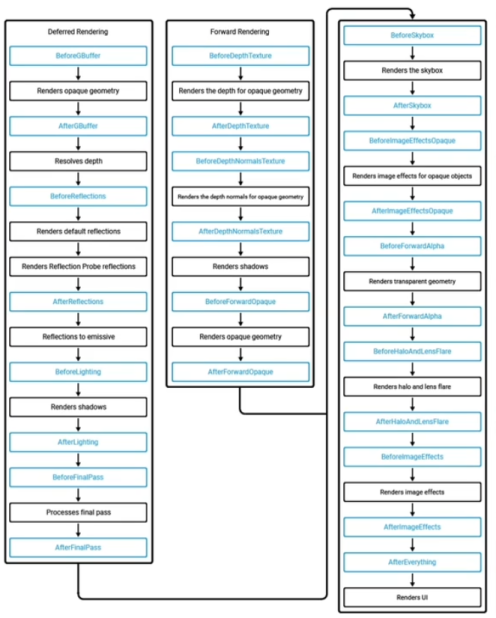 Deferred Rendering
BeforeGBuffer
Renders opaque geometry
AfterGBuffer
Resolves depth
BeforeReflections
Renders default reflections
Renders Reflection Probe reflections
AfterReflections
Reflections to emissive
BeforeLighting
Renders shadows
AfterLighting
BeforeFinalPass
Processes final pass
AfterFinalPass
Forward Rendering
BeforeDepthTexture
Renders the depth for opaque geometry
AfterDepthTexture
BeforeDepthNormalsTexture
Renders the depth normals for opaque geometry
AfterDepthNormalsTexture
Renders shadows
BeforeForwardOpaque
Renders opaque geometry
AfterForwardOpaque
BeforeSkybox
Renders the skybox
AfterSkybox
BeforeImageEffectsOpaque
Renders image effects for opaque objects
AfterImageEffectsOpaque
BeforeForwardAlpha
Renders transparent geometry
AfterForwardAlpha
BeforeHaloAndLensFlare
Renders halo and lens flare
AfterHaloAndLensFlare
BeforeImageEffects
Renders image effects
AfterImageEffects
AfterEverything
Renders UI